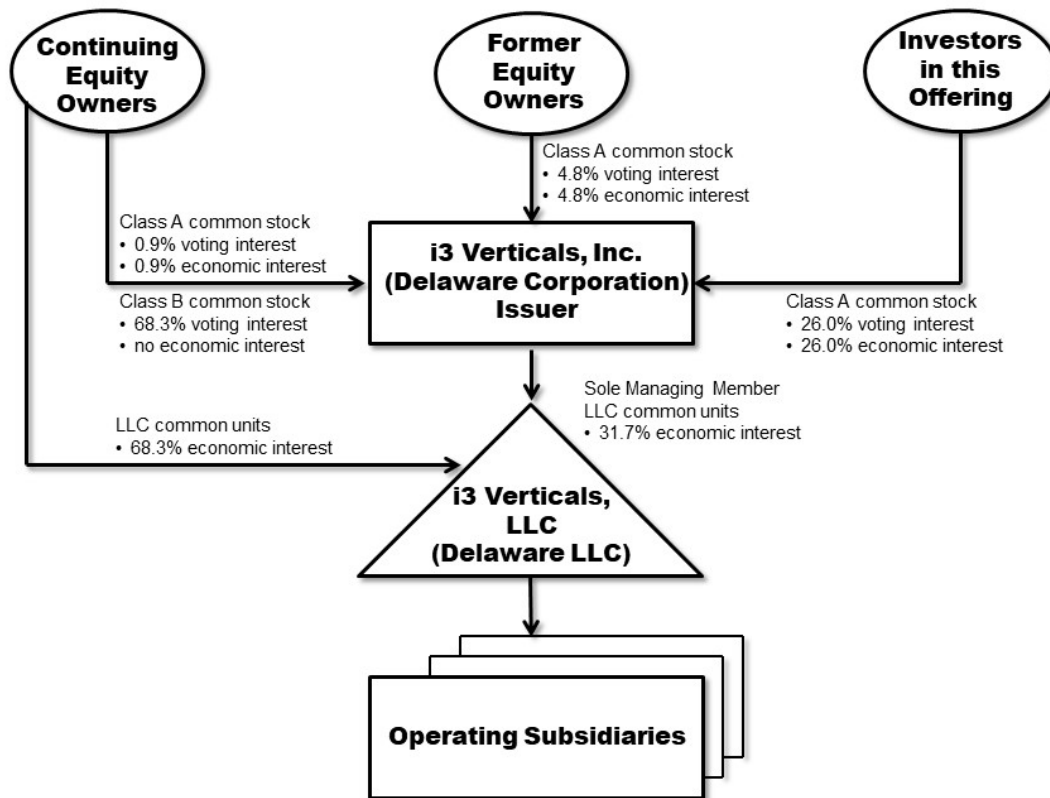 Continuing
Equity
Owners
Former
Equity
Owners
Investors
in this
Offering
Class A common stock
• 4.8% voting interest
• 4.8% economic interest
Class A common stock
• 0.9% voting interest
• 0.9% economic interest
Class B common stock
• 68.3% voting interest
• no economic interest
i3 Verticals, Inc.
(Delaware Corporation)
Issuer
Class A common stock
• 26.0% voting interest
• 26.0% economic interest
Sole Managing Member
LLC common units
• 31.7% economic interest
LLC common units
• 68.3% economic interest
i3 Verticals,
LLC
(Delaware LLC)
Operating Subsidiaries